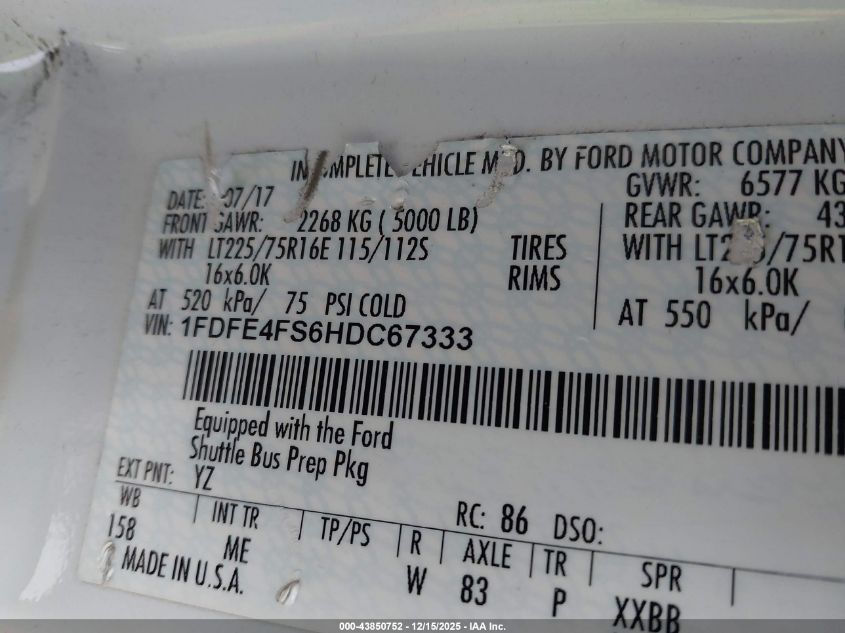 INCOMPLETE VEHICLE MFD. BY FORD MOTOR COMPANY
DATE: 07/17 GVWR: 6577 KG
FRONT GAWR: 2268 KG ( 5000 LB) REAR GAWR: 43
WITH LT225/75R16E 115/112S TIRES WITH LT225/75R1
16x6.0K RIMS 16x6.0K
AT 520 kPa/ 75 PSI COLD AT 550 kPa/
VIN: 1FDFE4FS6HDC67333
Equipped with the Ford
Shuttle Bus Prep Pkg
EXT PNT: YZ RC: 86 DSO:
WB INT TR TP/PS R AXLE TR SPR
158 ME W 83 P XXBB
MADE IN U.S.A.
000-43850752 - 12/15/2025 - IAA Inc.